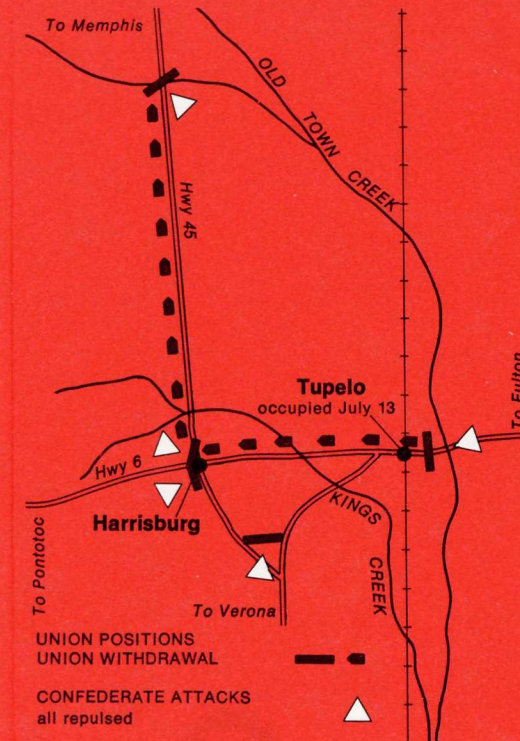 To Memphis
OLD
TOWN
CREEK
Hwy 45
Tupelo
occupied July 13
To Fulton
Hwy 6
Harrisburg
KINGS
CREEK
To Pontotoc
To Verona
UNION POSITIONS
UNION WITHDRAWAL
CONFEDERATE ATTACKS
all repulsed